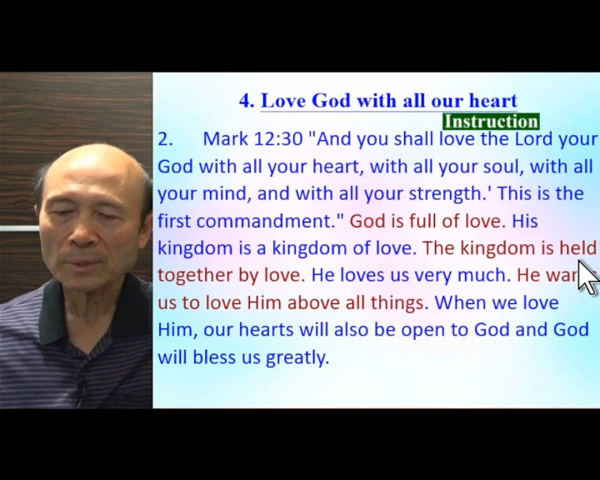 4. Love God with all our heart
Instruction
2. Mark 12:30 "And you shall love the Lord your
God with all your heart, with all your soul, with all
your mind, and with all your strength.' This is the
first commandment." God is full of love. His
kingdom is a kingdom of love. The kingdom is held
together by love. He loves us very much. He
us to love Him above all things. When we love
Him, our hearts will also be open to God and God
will bless us greatly.